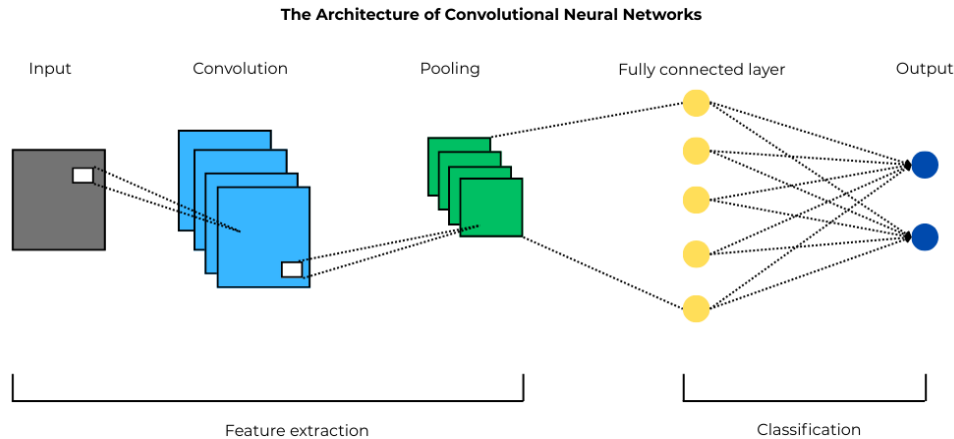 The Architecture of Convolutional Neural Networks
Input
Convolution
Pooling
Fully connected layer
Output
Feature extraction
Classification